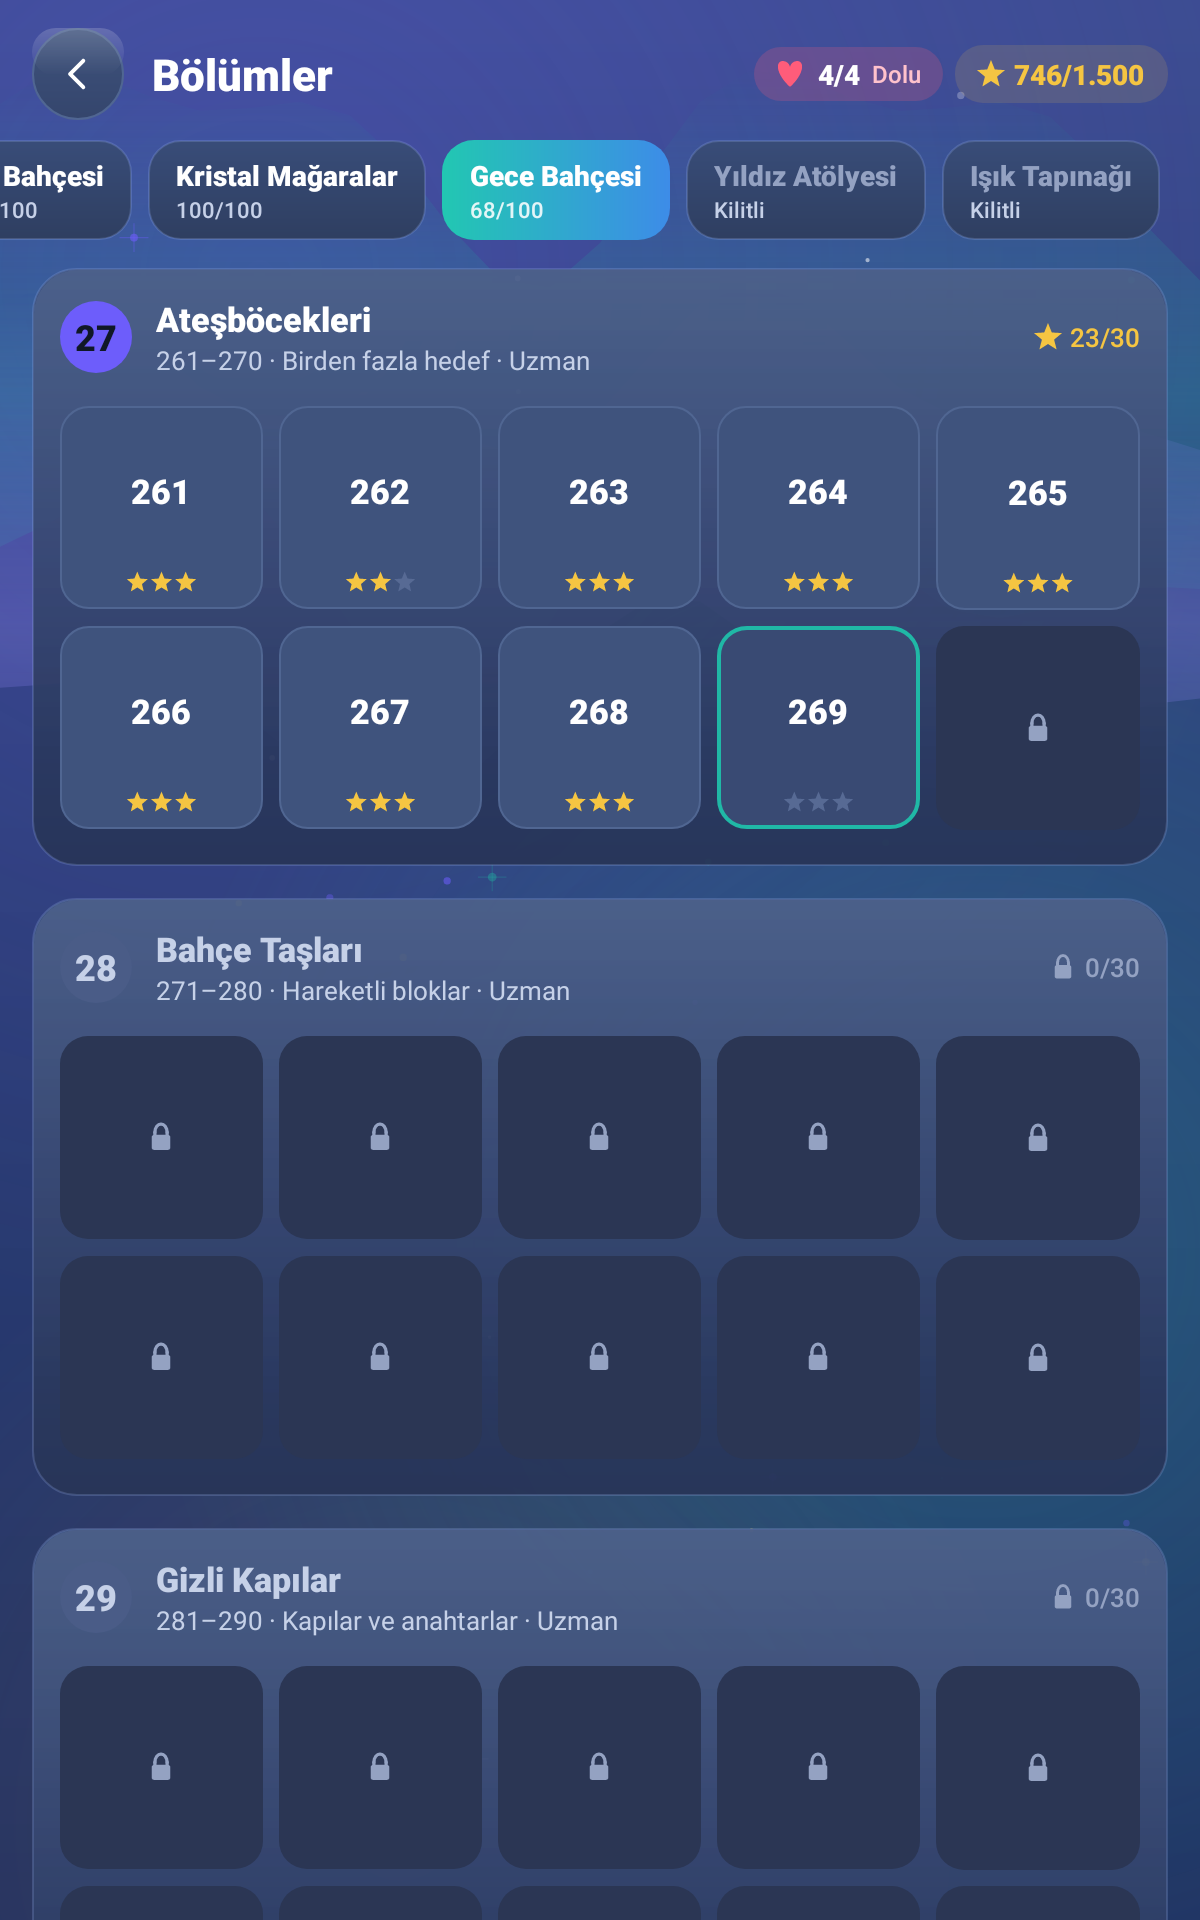 Bölümler
4/4 Dolu
746/1.500
Bahçesi
100
Kristal Mağaralar
100/100
Gece Bahçesi
68/100
Yıldız Atölyesi
Kilitli
Işık Tapınağı
Kilitli
27
Ateşböcekleri
261–270 · Birden fazla hedef · Uzman
23/30
261
262
263
264
265
266
267
268
269
28
Bahçe Taşları
271–280 · Hareketli bloklar · Uzman
0/30
29
Gizli Kapılar
281–290 · Kapılar ve anahtarlar · Uzman
0/30